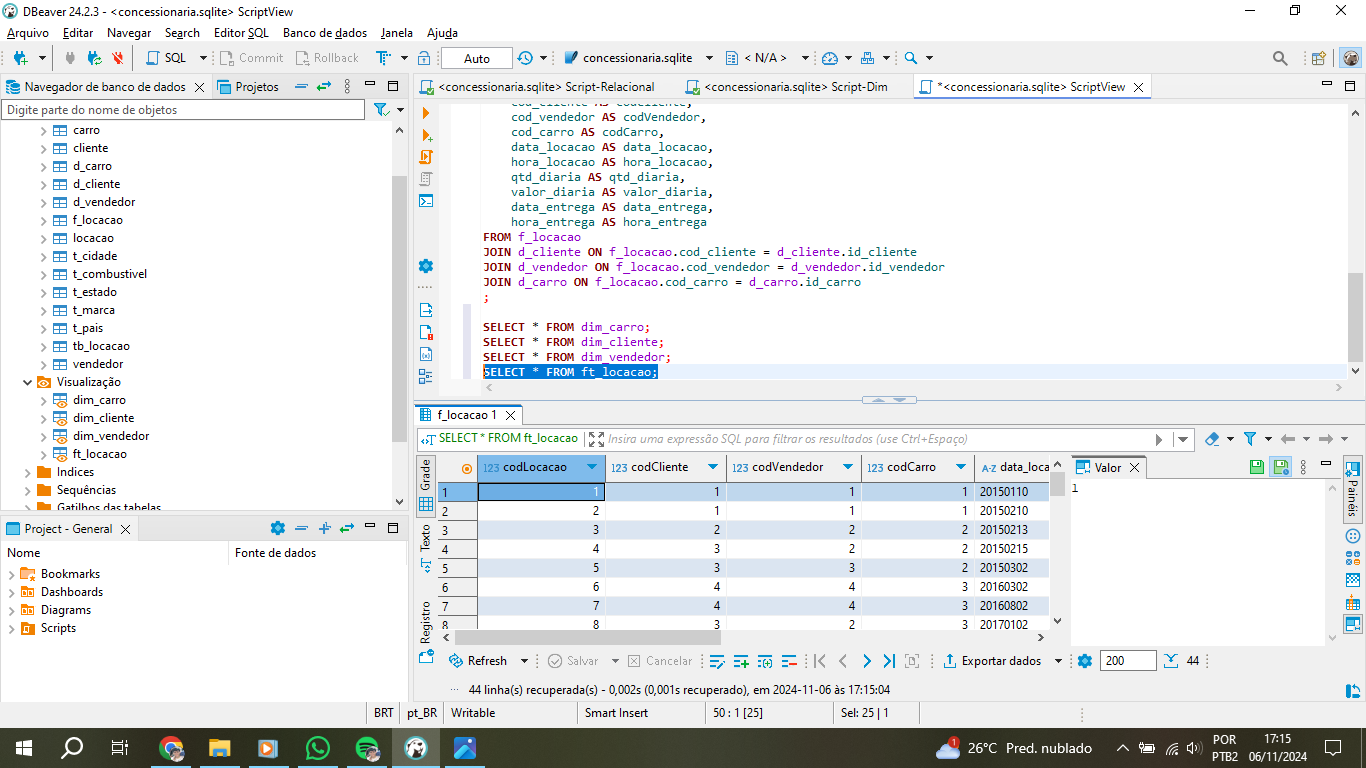 DBeaver 24.2.3 - <concessionaria.sqlite> ScriptView
Arquivo Editar Navegar Search Editor SQL Banco de dados Janela Ajuda
SQL Commit Rollback Auto concessionaria.sqlite < N/A >
Navegador de banco de dados Projetos
Digite parte do nome de objetos
carro
cliente
d_carro
d_cliente
d_vendedor
f_locacao
locacao
t_cidade
t_combustivel
t_estado
t_marca
t_pais
tb_locacao
vendedor
Visualização
dim_carro
dim_cliente
dim_vendedor
ft_locacao
Indices
Sequências
Gatilhos das tabelas
Project - General
Nome Fonte de dados
Bookmarks
Dashboards
Diagrams
Scripts
<concessionaria.sqlite> Script-Relacional <concessionaria.sqlite> Script-Dim *<concessionaria.sqlite> ScriptView
cod_cliente AS codCliente,
cod_vendedor AS codVendedor,
cod_carro AS codCarro,
data_locacao AS data_locacao,
hora_locacao AS hora_locacao,
qtd_diaria AS qtd_diaria,
valor_diaria AS valor_diaria,
data_entrega AS data_entrega,
hora_entrega AS hora_entrega
FROM f_locacao
JOIN d_cliente ON f_locacao.cod_cliente = d_cliente.id_cliente
JOIN d_vendedor ON f_locacao.cod_vendedor = d_vendedor.id_vendedor
JOIN d_carro ON f_locacao.cod_carro = d_carro.id_carro
;
SELECT * FROM dim_carro;
SELECT * FROM dim_cliente;
SELECT * FROM dim_vendedor;
SELECT * FROM ft_locacao;
f_locacao 1
SELECT * FROM ft_locacao Insira uma expressão SQL para filtrar os resultados (use Ctrl+Espaço)
Grade
Texto
Registro
123 codLocacao 123 codCliente 123 codVendedor 123 codCarro A-Z data_loca
1 1 1 1 1 20150110
2 2 1 1 1 20150210
3 3 2 2 2 20150213
4 4 3 2 2 20150215
5 5 3 3 2 20150302
6 6 4 4 3 20160302
7 7 4 4 3 20160802
8 8 3 2 3 20170102
Valor
1
Painéis
Refresh Salvar Cancelar Exportar dados 200 44
44 linha(s) recuperada(s) - 0,002s (0,001s recuperado), em 2024-11-06 às 17:15:04
BRT pt_BR Writable Smart Insert 50 : 1 [25] Sel: 25 | 1
1 26°C Pred. nublado
POR
PTB2
17:15
06/11/2024